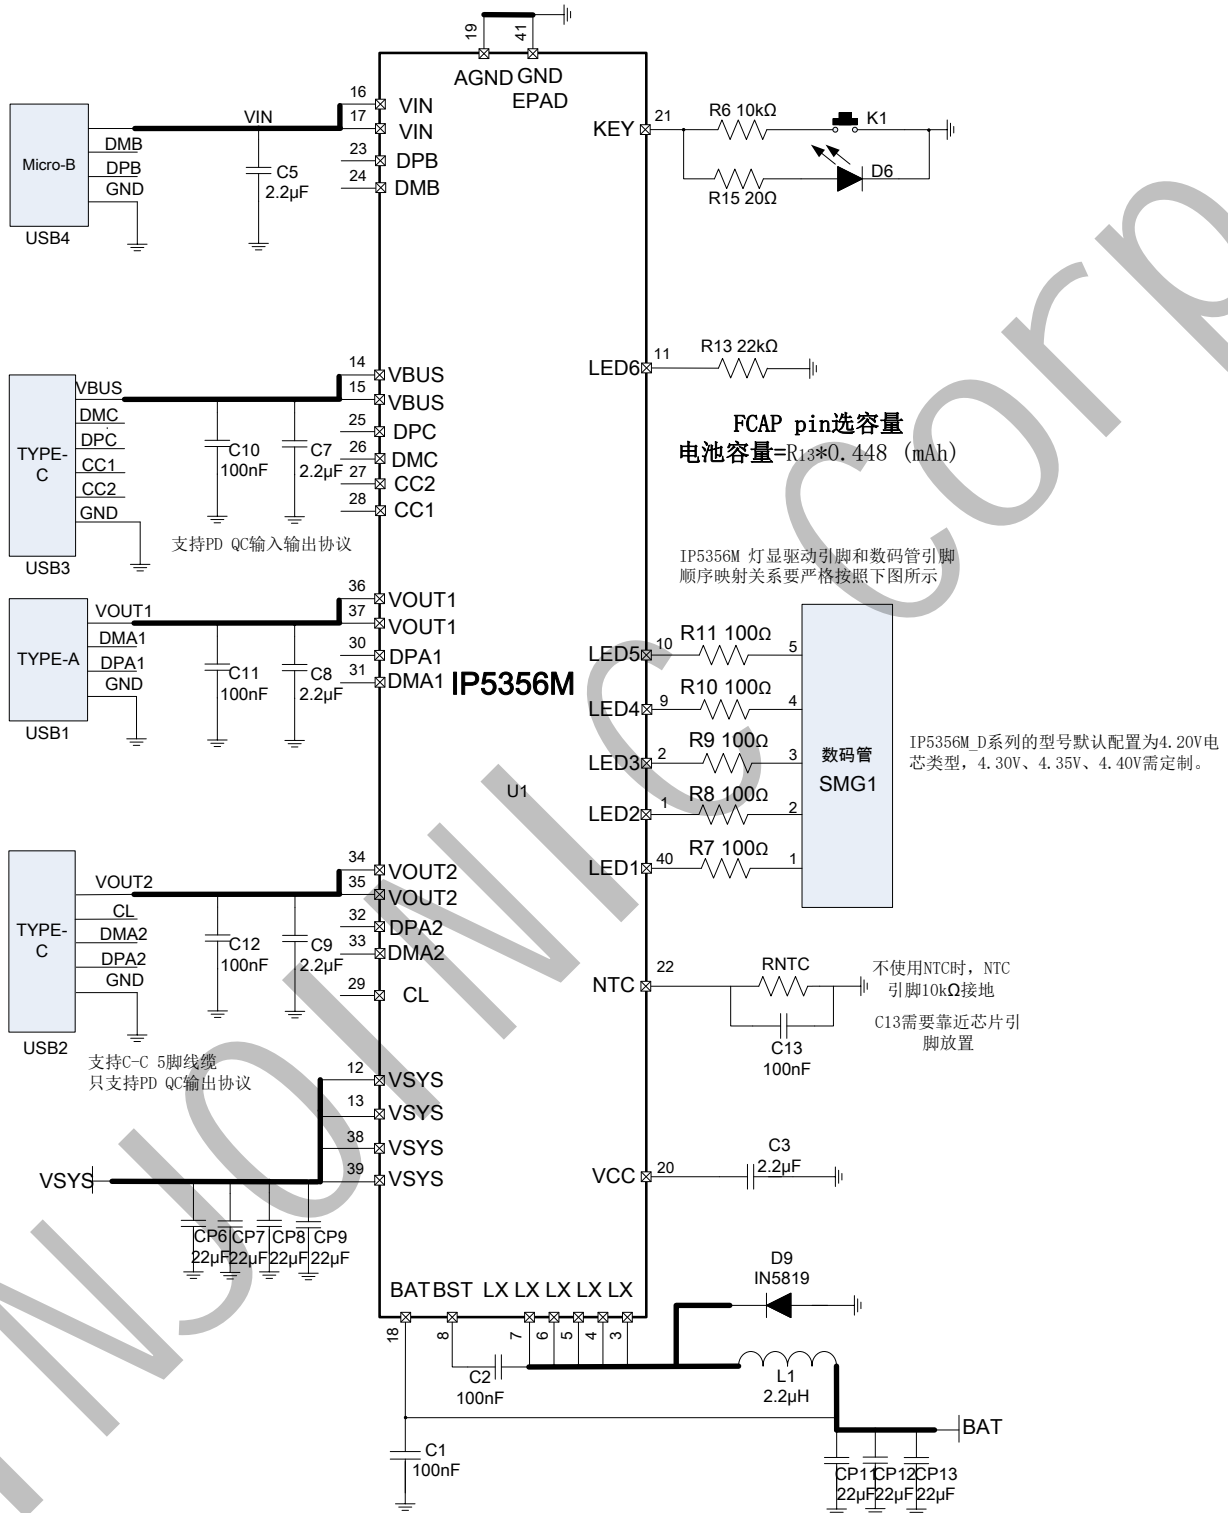 19
41
AGND GND
EPAD
16
17
23
24
VIN
VIN
DPB
DMB
VIN
C5
2.2μF
Micro-B
DMB
DPB
GND
USB4
KEY
21
R6 10kΩ
K1
R15 20Ω
D6
14
15
25
26
27
28
VBUS
VBUS
DPC
DMC
CC2
CC1
TYPE-
C
VBUS
DMC
DPC
CC1
CC2
GND
USB3
C10
100nF
C7
2.2μF
支持PD QC输入输出协议
LED6
11
R13 22kΩ
FCAP pin选容量
电池容量=R13*0.448 (mAh)
IP5356M 灯显驱动引脚和数码管引脚
顺序映射关系要严格按照下图所示
36
37
30
31
VOUT1
VOUT1
DPA1
DMA1
TYPE-A
VOUT1
DMA1
DPA1
GND
USB1
C11
100nF
C8
2.2μF
IP5356M
U1
LED5
10
R11 100Ω
5
LED4
9
R10 100Ω
4
LED3
2
R9 100Ω
3
LED2
1
R8 100Ω
2
LED1
40
R7 100Ω
1
数码管
SMG1
IP5356M_D系列的型号默认配置为4.20V电
芯类型，4.30V、4.35V、4.40V需定制。
34
35
32
33
29
VOUT2
VOUT2
DPA2
DMA2
CL
TYPE-
C
VOUT2
CL
DMA2
DPA2
GND
USB2
C12
100nF
C9
2.2μF
支持C-C 5脚线缆
只支持PD QC输出协议
NTC
22
RNTC
C13
100nF
不使用NTC时，NTC
引脚10kΩ接地
C13需要靠近芯片引
脚放置
12
13
38
39
VSYS
VSYS
VSYS
VSYS
VSYS
CP6 CP7 CP8 CP9
22μF 22μF 22μF 22μF
VCC
20
C3
2.2μF
BAT BST LX LX LX LX LX
18
8
7
6
5
4
3
D9
IN5819
C2
100nF
L1
2.2μH
C1
100nF
BAT
CP11 CP12 CP13
22μF 22μF 22μF
INJOINIC Corp